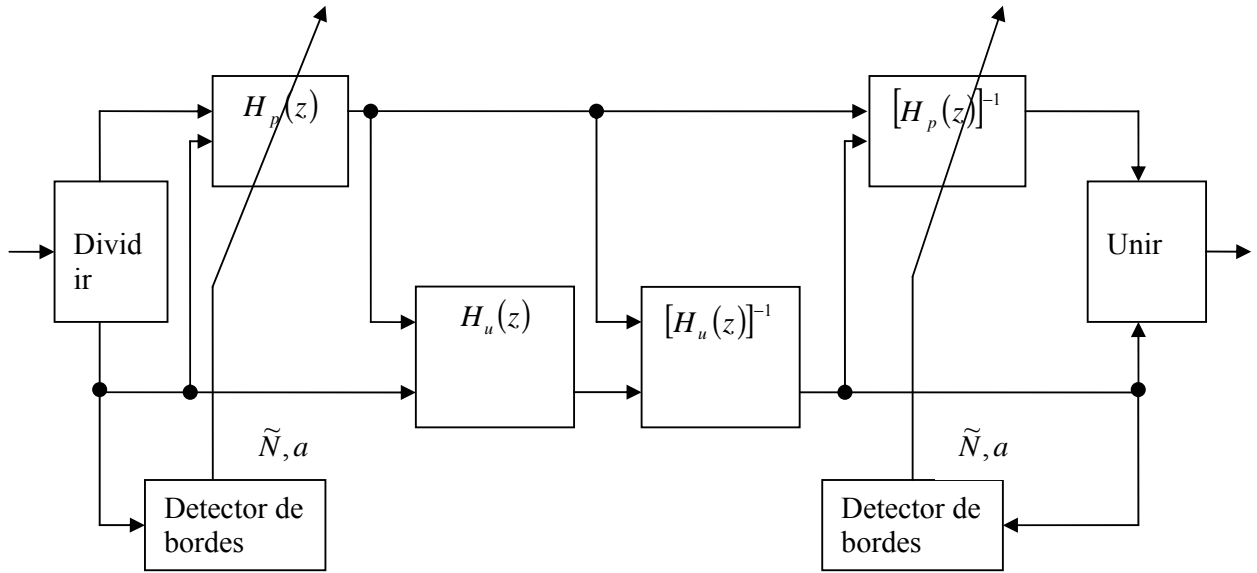 H_p(z)
[H_p(z)]^{-1}
Divid
ir
Unir
H_u(z)
[H_u(z)]^{-1}
Ñ, a
Ñ, a
Detector de
bordes
Detector de
bordes